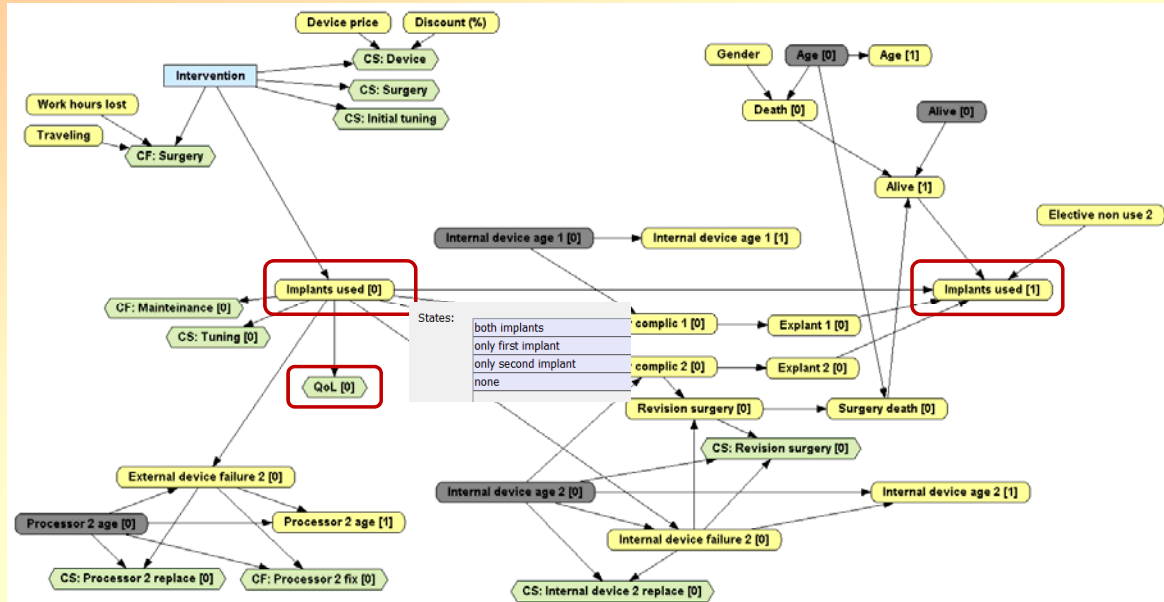 Device price
Discount (%)
CS: Device
Intervention
CS: Surgery
CS: Initial tuning
Work hours lost
Traveling
CF: Surgery
Gender
Age [0]
Age [1]
Death [0]
Alive [0]
Alive [1]
Elective non use 2
Internal device age 1 [0]
Internal device age 1 [1]
Implants used [0]
Implants used [1]
CF: Mainteinance [0]
CS: Tuning [0]
QoL [0]
States:
both implants
only first implant
only second implant
none
complic 1 [0]
Explant 1 [0]
complic 2 [0]
Explant 2 [0]
Revision surgery [0]
Surgery death [0]
CS: Revision surgery [0]
External device failure 2 [0]
Internal device age 2 [0]
Internal device age 2 [1]
Processor 2 age [0]
Processor 2 age [1]
Internal device failure 2 [0]
CS: Processor 2 replace [0]
CF: Processor 2 fix [0]
CS: Internal device 2 replace [0]